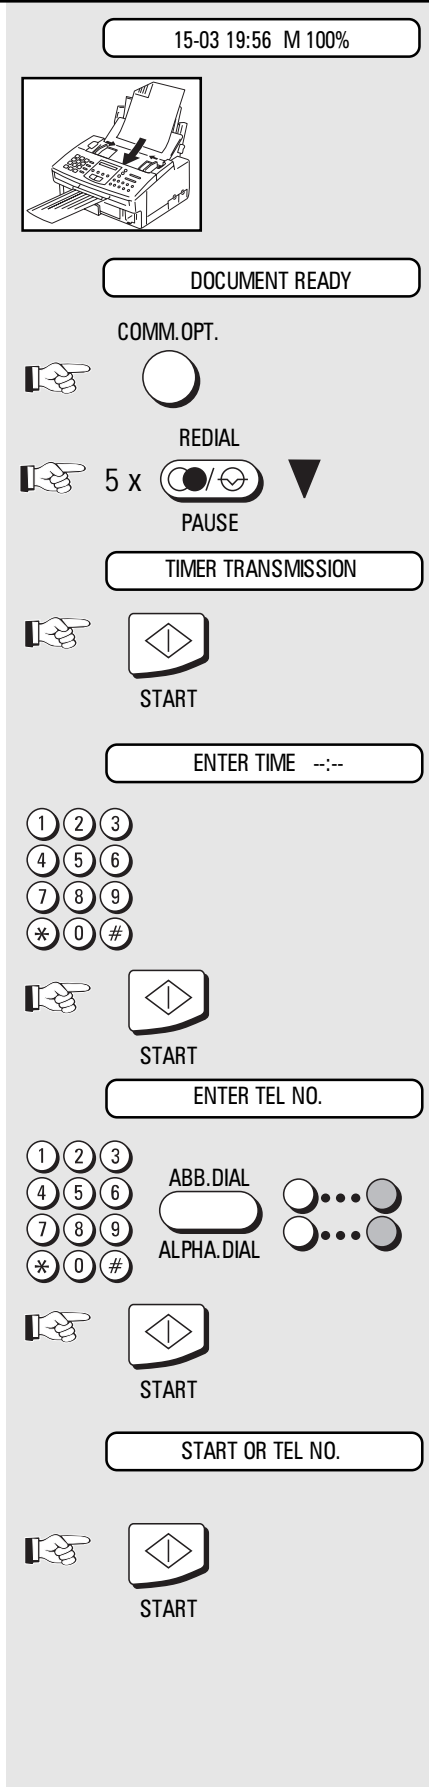 15-03 19:56 M 100%
DOCUMENT READY
COMM.OPT.
REDIAL
5 x
PAUSE
TIMER TRANSMISSION
START
ENTER TIME --:--
1 2 3
4 5 6
7 8 9
* 0 #
START
ENTER TEL NO.
1 2 3
4 5 6
7 8 9
* 0 #
ABB.DIAL
ALPHA.DIAL
START
START OR TEL NO.
START